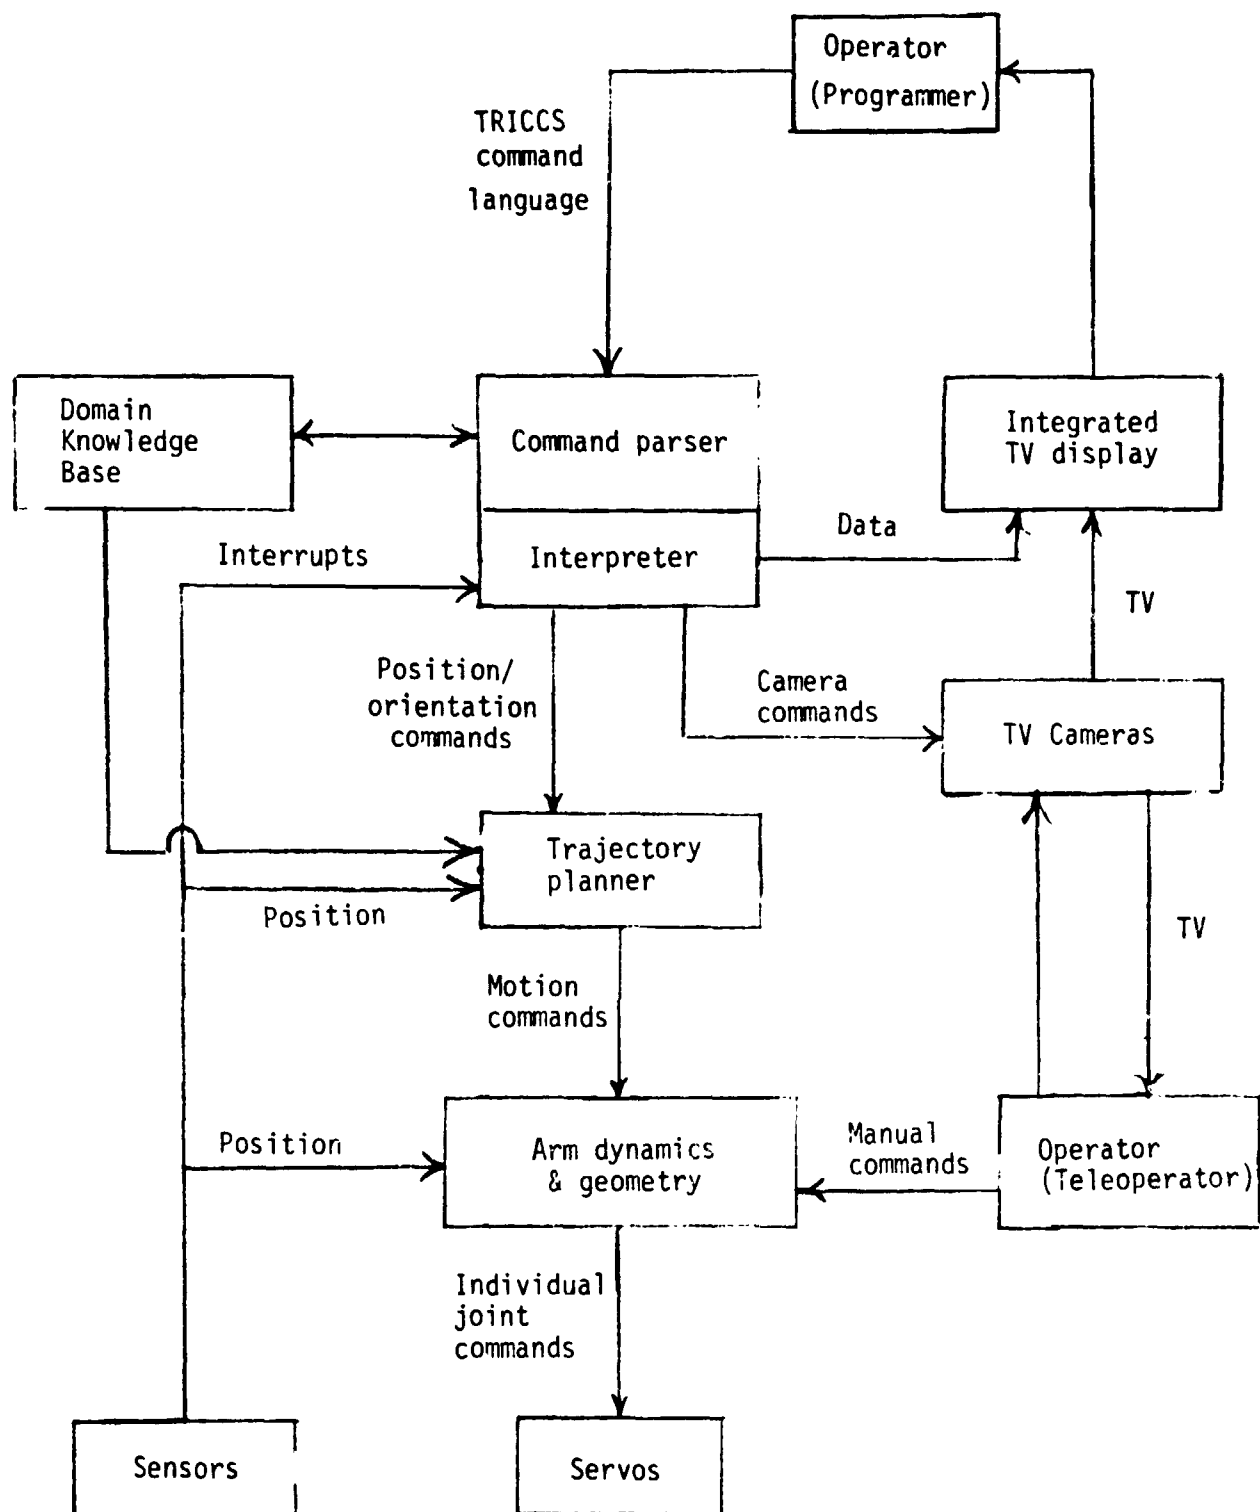 Operator
(Programmer)
TRICCS
command
language
Domain
Knowledge
Base
Command parser
Integrated
TV display
Data
Interrupts
Interpreter
TV
Position/
orientation
commands
Camera
commands
TV Cameras
Trajectory
planner
Position
TV
Motion
commands
Position
Arm dynamics
& geometry
Manual
commands
Operator
(Teleoperator)
Individual
joint
commands
Sensors
Servos